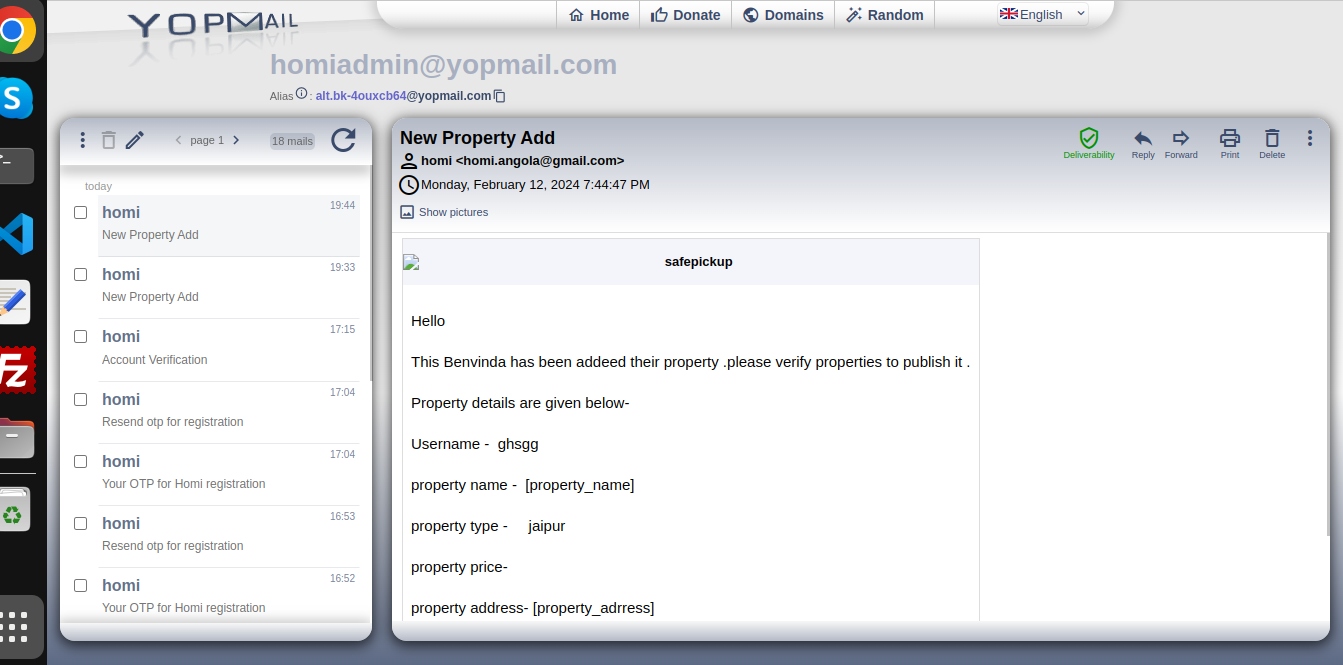 YOPMAIL
Home
Donate
Domains
Random
English
homiadmin@yopmail.com
Alias : alt.bk-4ouxcb64@yopmail.com
page 1
18 mails
today
homi 19:44
New Property Add
homi 19:33
New Property Add
homi 17:15
Account Verification
homi 17:04
Resend otp for registration
homi 17:04
Your OTP for Homi registration
homi 16:53
Resend otp for registration
homi 16:52
Your OTP for Homi registration
New Property Add
homi <homi.angola@gmail.com>
Monday, February 12, 2024 7:44:47 PM
Show pictures
Deliverability
Reply
Forward
Print
Delete
safepickup
Hello
This Benvinda has been addeed their property .please verify properties to publish it .
Property details are given below-
Username - ghsgg
property name - [property_name]
property type - jaipur
property price-
property address- [property_adrress]
S
>_
Fz